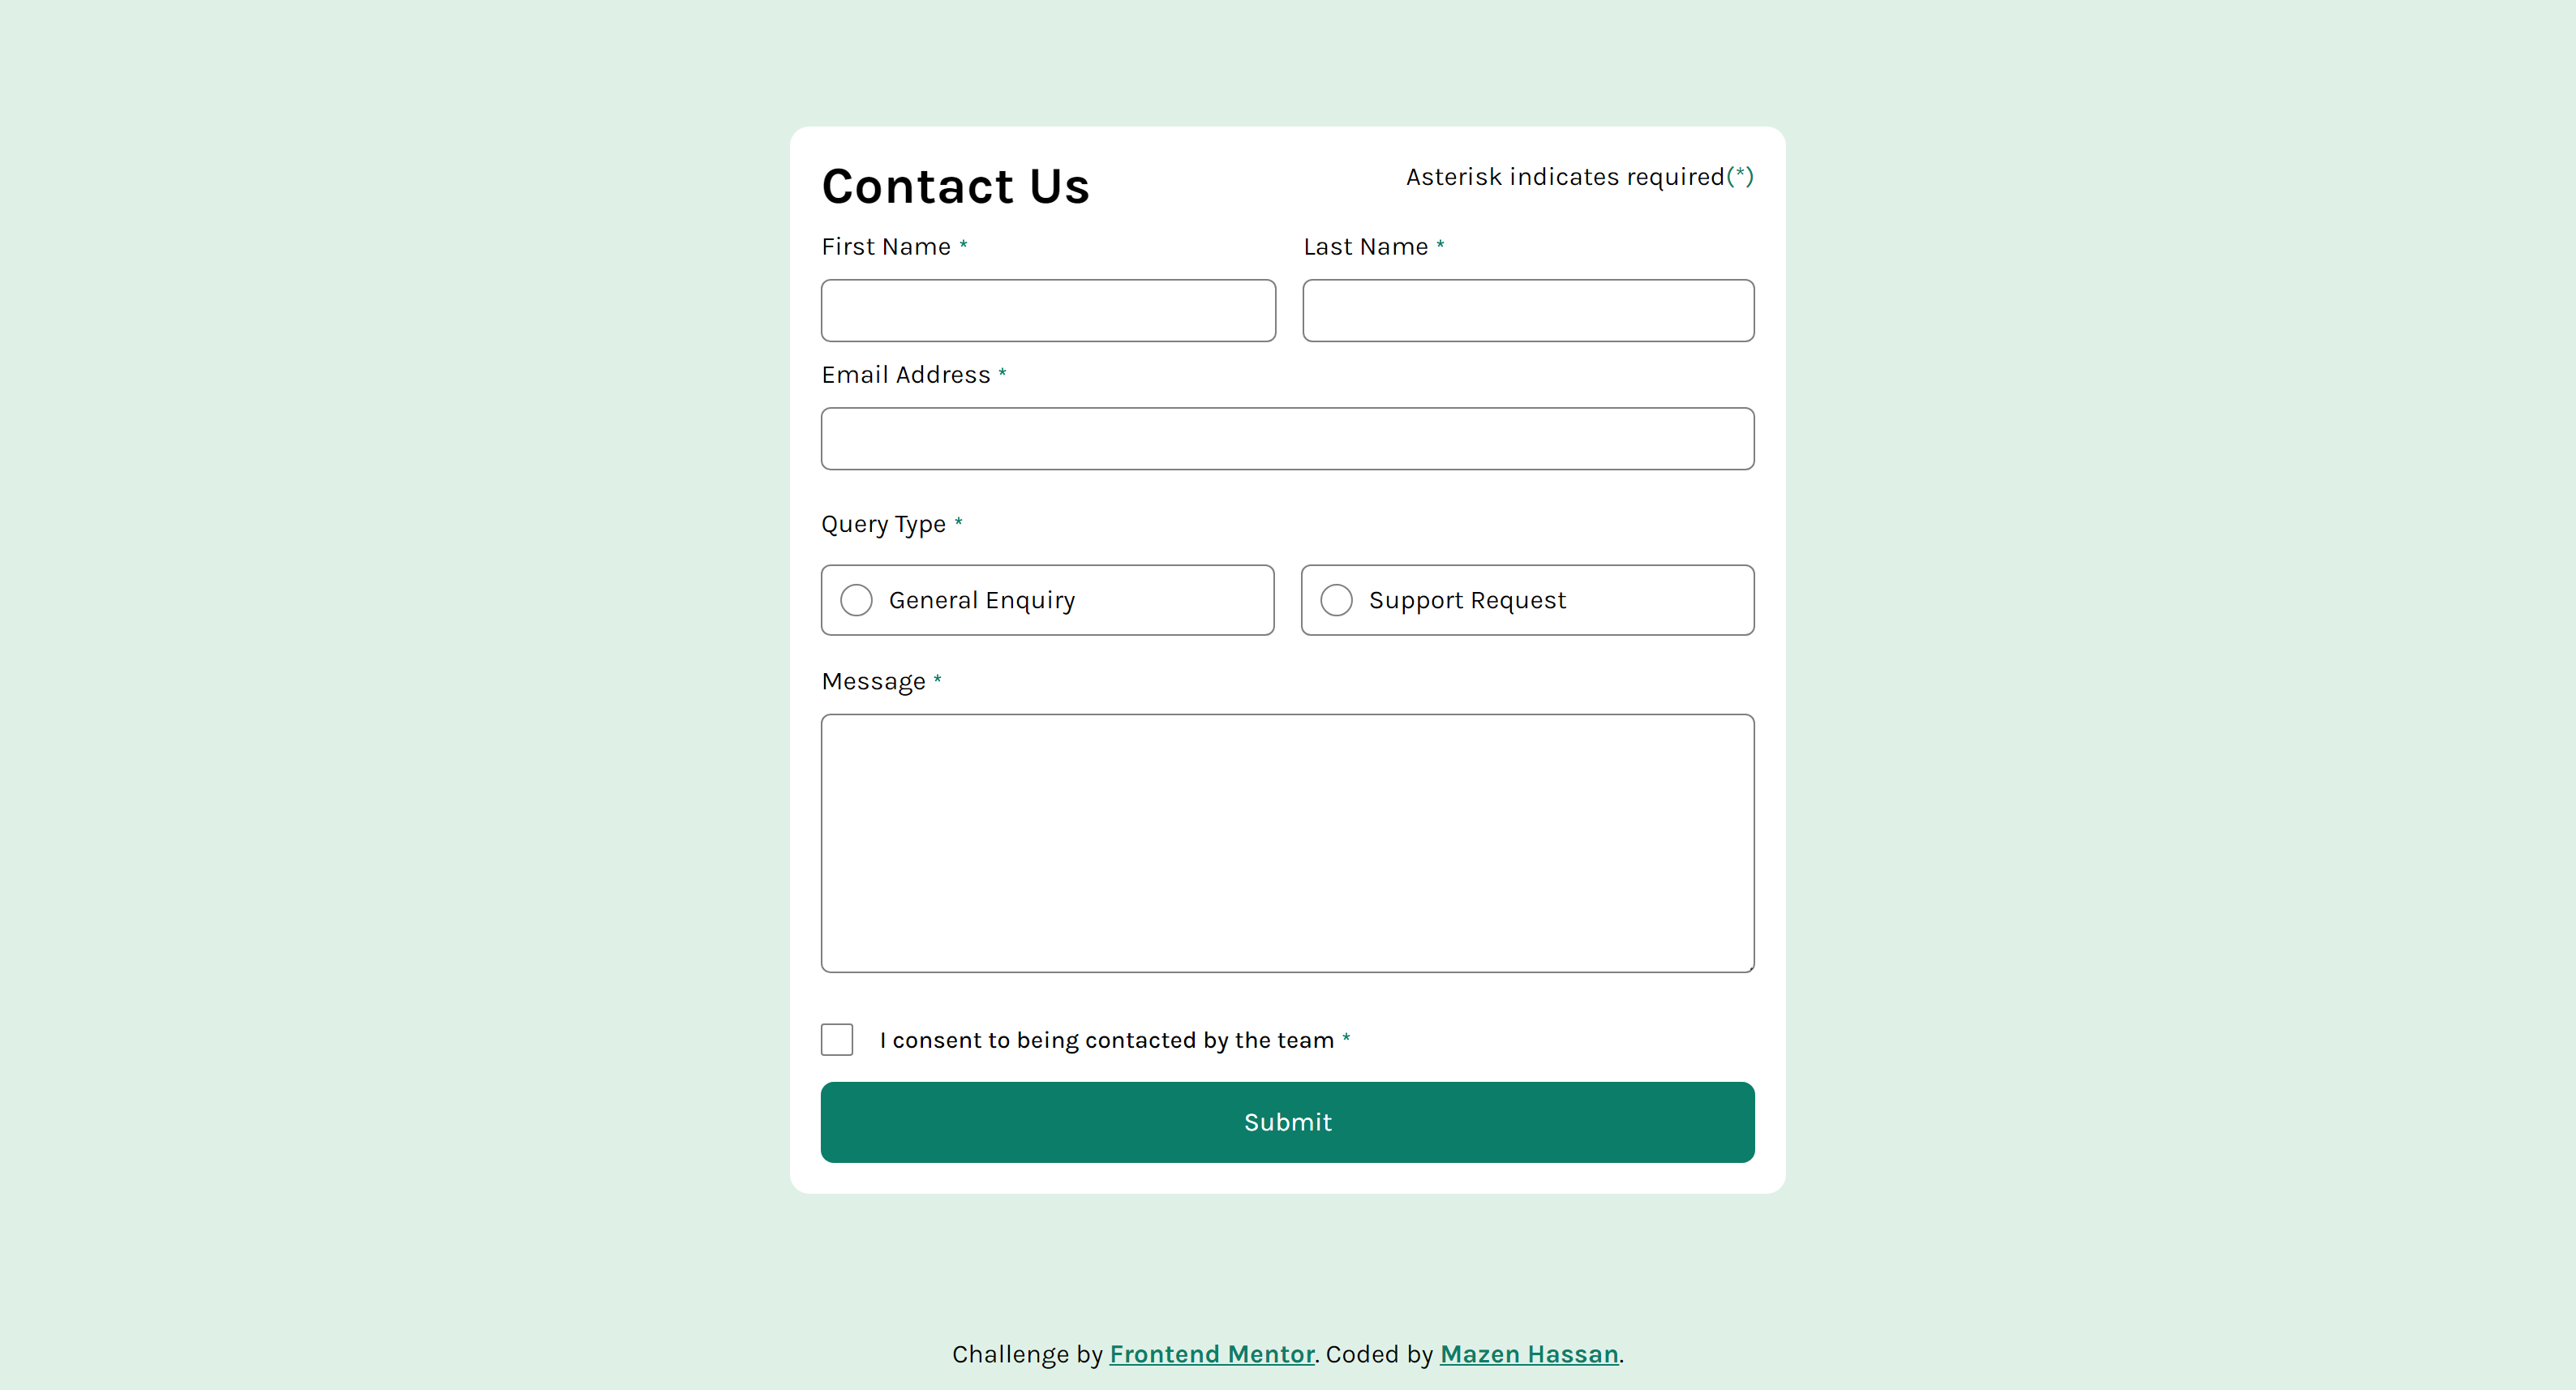 Contact Us
Asterisk indicates required(*)
First Name *
Last Name *
Email Address *
Query Type *
General Enquiry
Support Request
Message *
I consent to being contacted by the team *
Submit
Challenge by Frontend Mentor. Coded by Mazen Hassan.